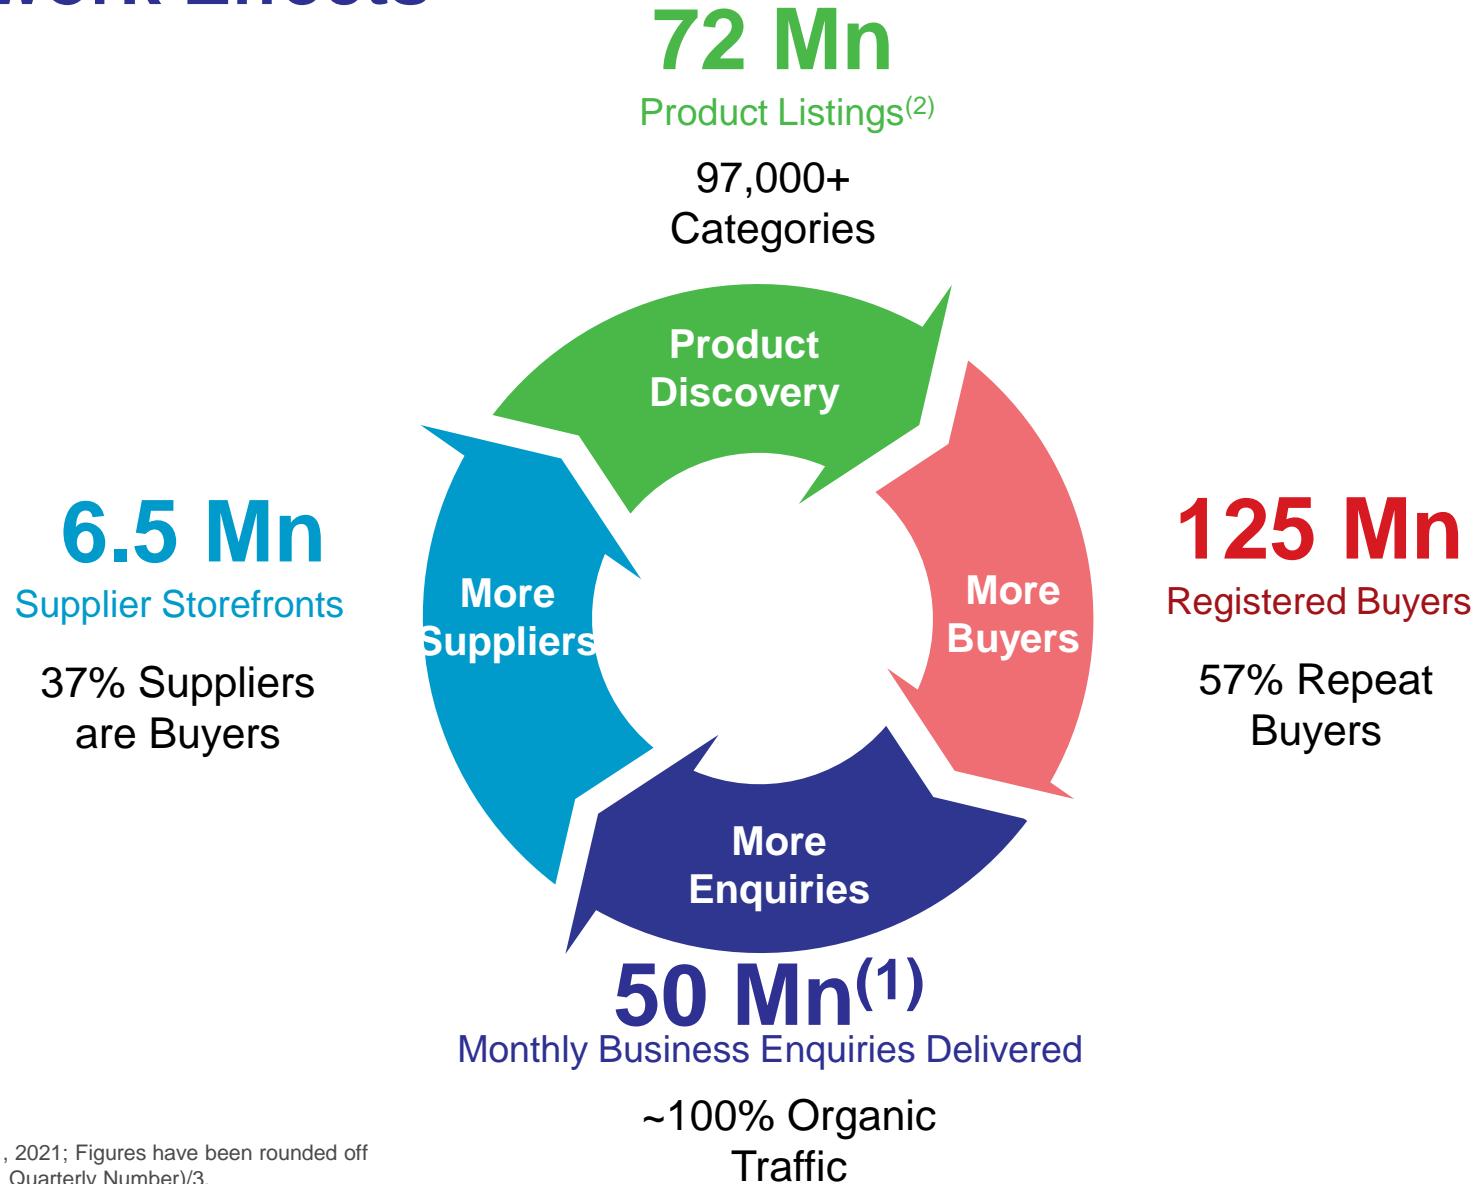 Effects
72 Mn
Product Listings(2)
97,000+
Categories
Product
Discovery
6.5 Mn
Supplier Storefronts
37% Suppliers
are Buyers
More
Suppliers
More
Buyers
125 Mn
Registered Buyers
57% Repeat
Buyers
More
Enquiries
50 Mn(1)
Monthly Business Enquiries Delivered
~100% Organic
Traffic
, 2021; Figures have been rounded off
Quarterly Number)/3.